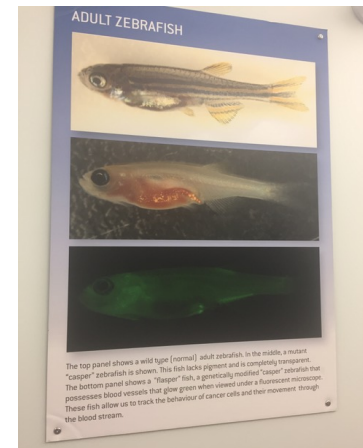 ADULT ZEBRAFISH
The top panel shows a wild type (normal) adult zebrafish. In the middle, a mutant
"casper" zebrafish is shown. This fish lacks pigment and is completely transparent.
The bottom panel shows a "flasper" fish, a genetically modified "casper" zebrafish that
possesses blood vessels that glow green when viewed under a fluorescent microscope.
These fish allow us to track the behaviour of cancer cells and their movement through
the blood stream.